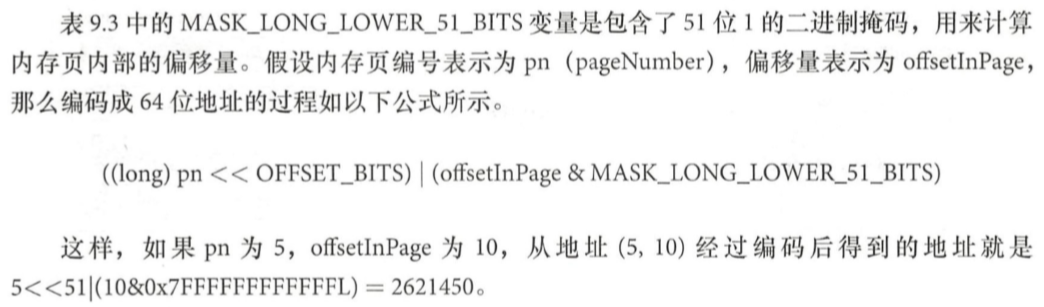 表 9.3 中的 MASK_LONG_LOWER_51_BITS 变量是包含了 51 位 1 的二进制掩码，用来计算
内存页内部的偏移量。假设内存页编号表示为 pn（pageNumber），偏移量表示为 offsetInPage，
那么编码成 64 位地址的过程如以下公式所示。
((long) pn << OFFSET_BITS) | (offsetInPage & MASK_LONG_LOWER_51_BITS)
这样，如果 pn 为 5，offsetInPage 为 10，从地址 (5, 10) 经过编码后得到的地址就是
5<<51|(10&0x7FFFFFFFFFFFFL) = 2621450。